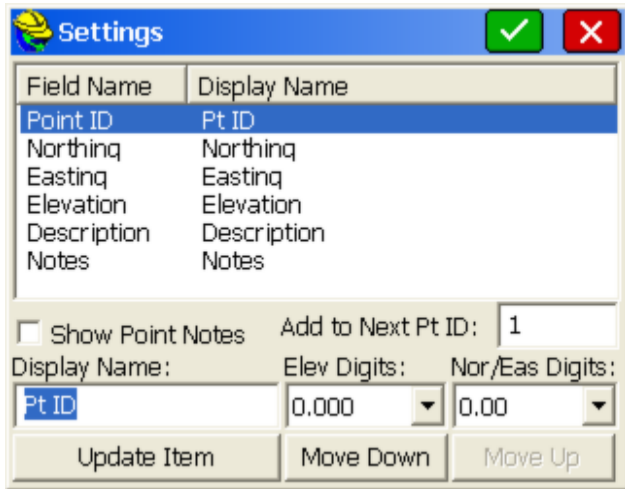 Settings
Field Name Display Name
Point ID Pt ID
Northing Northing
Easting Easting
Elevation Elevation
Description Description
Notes Notes
Show Point Notes Add to Next Pt ID: 1
Display Name: Elev Digits: Nor/Eas Digits:
Pt ID 0.000 0.00
Update Item Move Down Move Up